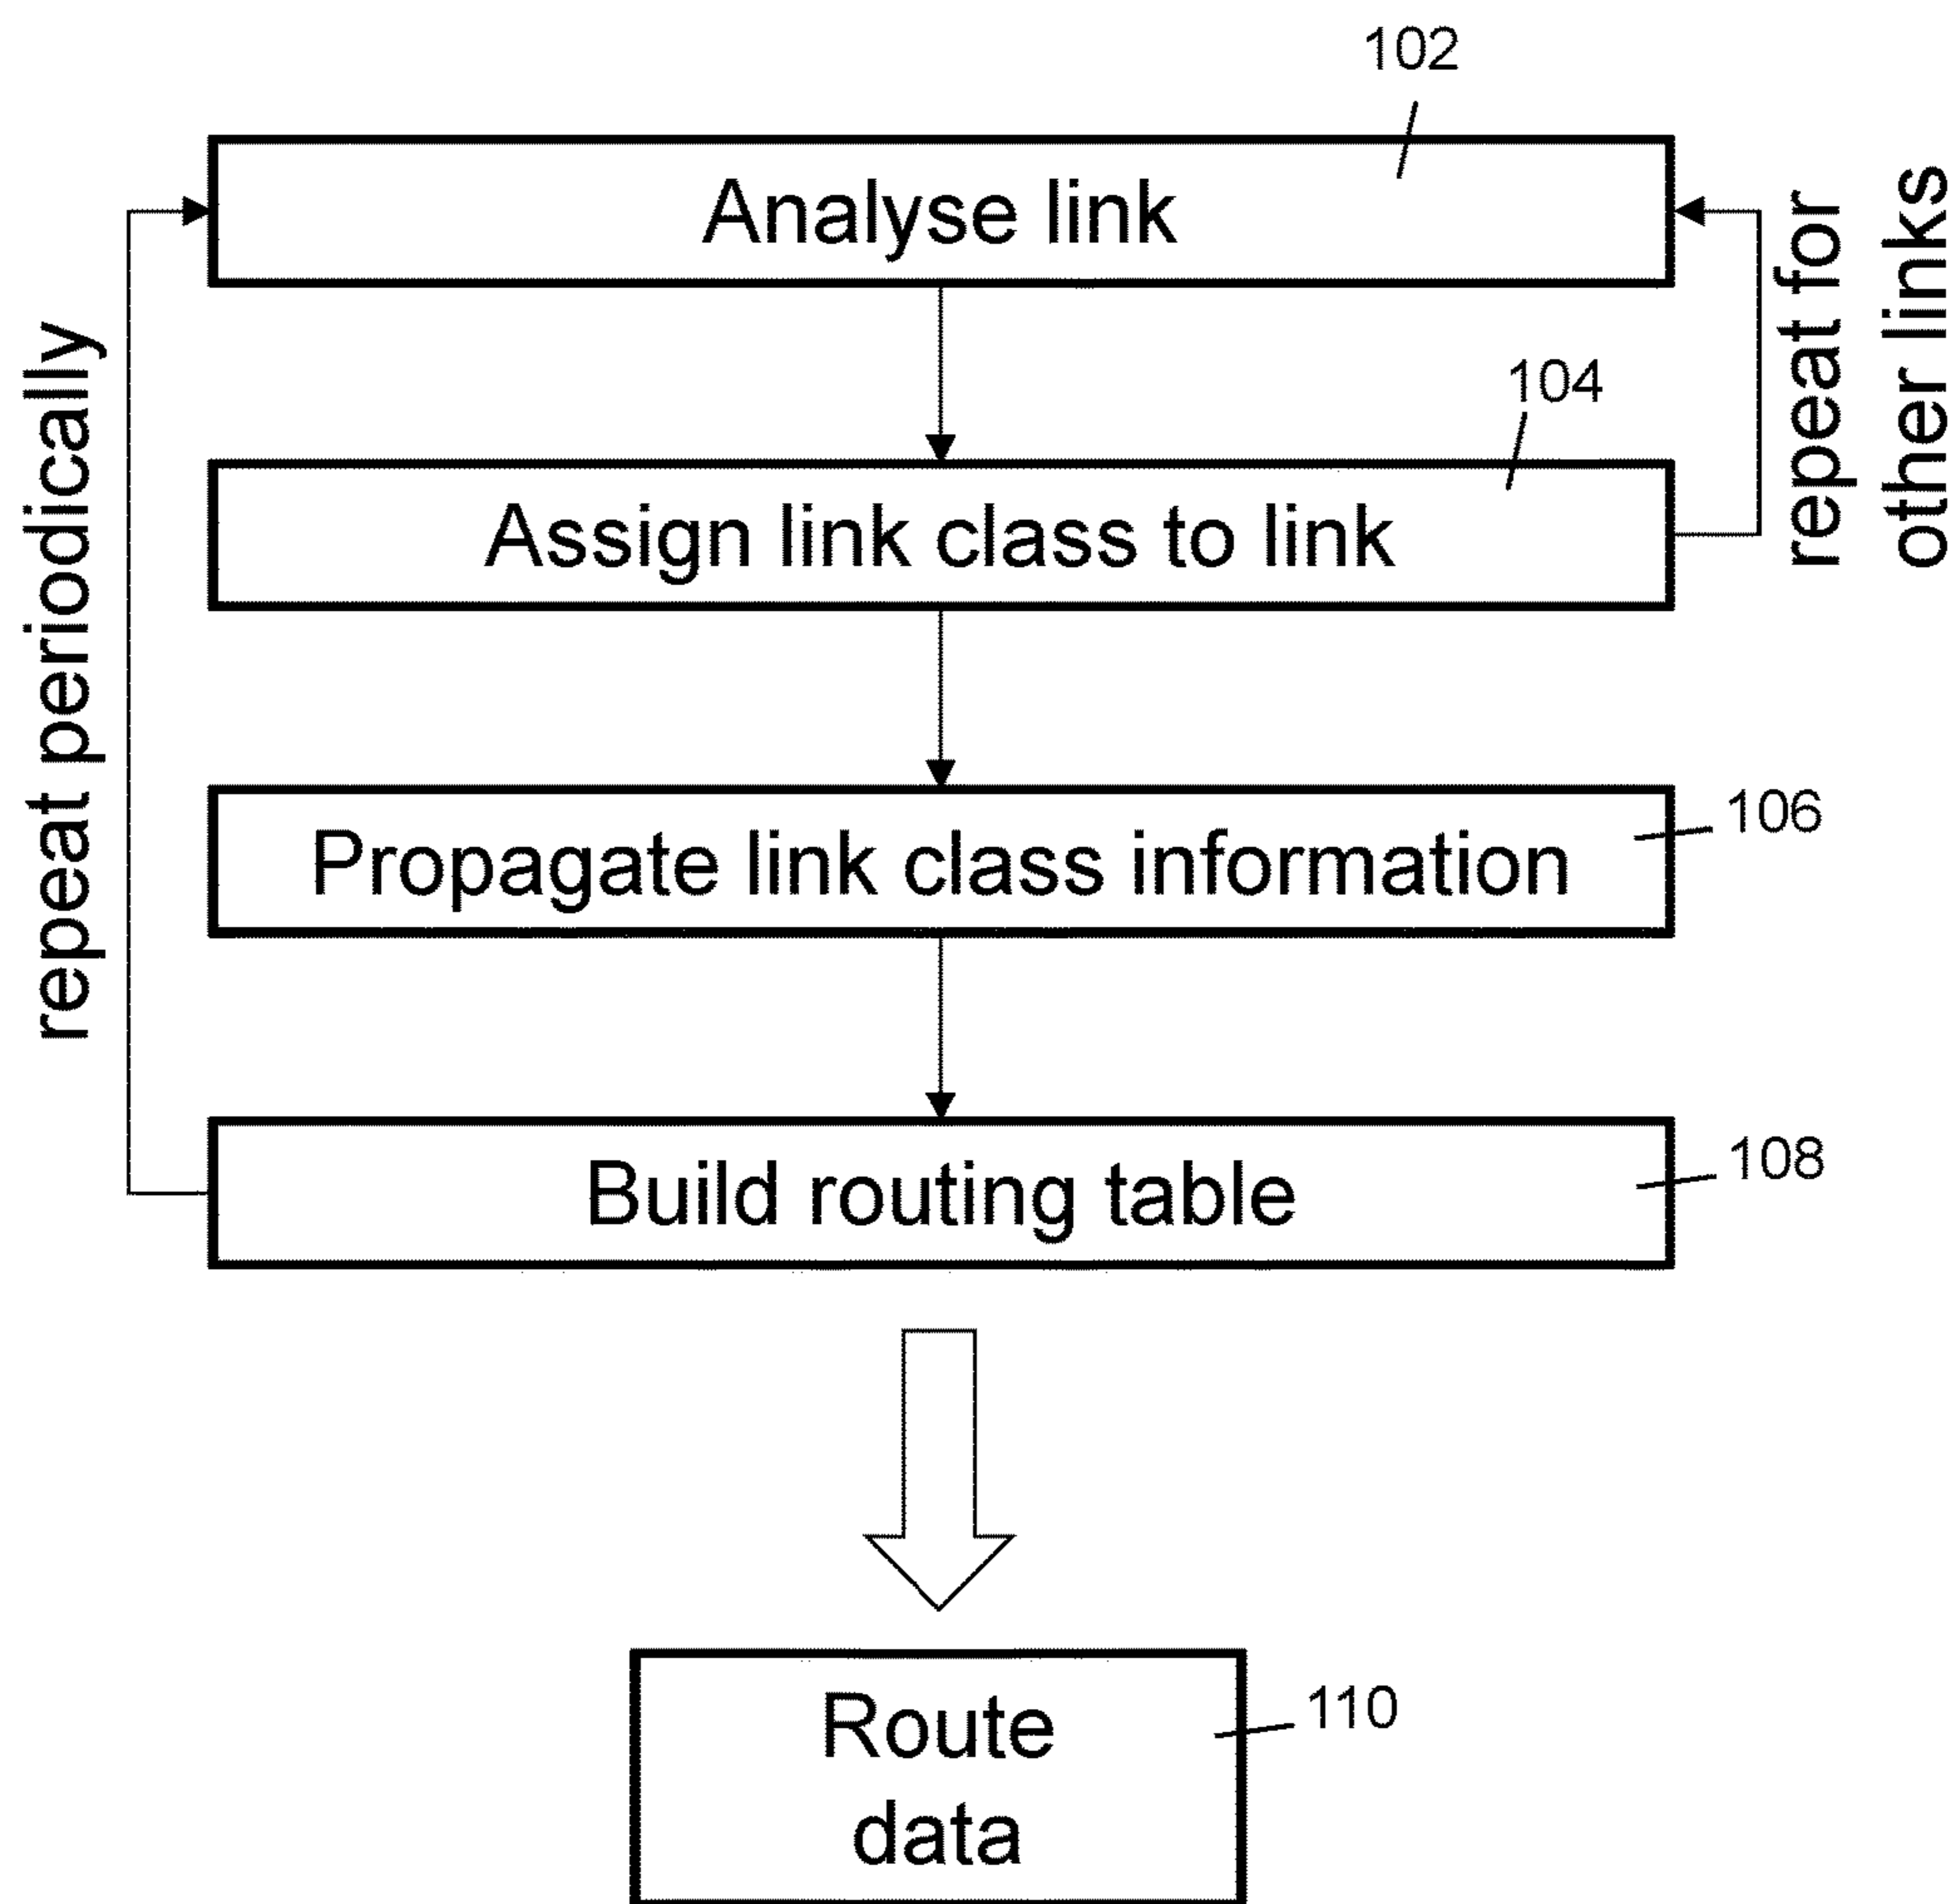 102
Analyse link
repeat for
other links
104
Assign link class to link
repeat periodically
106
Propagate link class information
108
Build routing table
110
Route
data